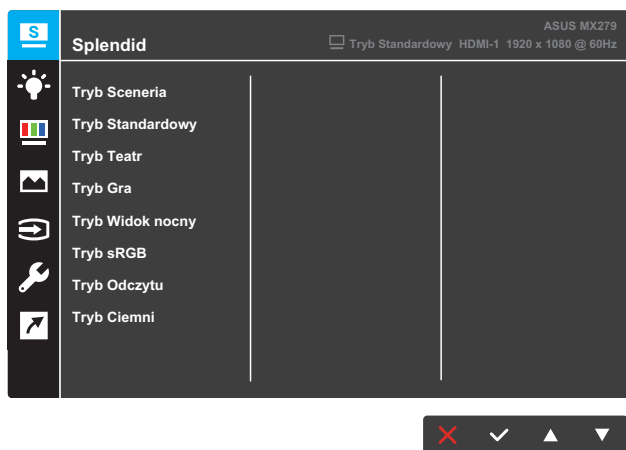 S
ASUS MX279
Splendid
Tryb Standardowy HDMI-1 1920 x 1080 @ 60Hz
Tryb Sceneria
Tryb Standardowy
Tryb Teatr
Tryb Gra
Tryb Widok nocny
Tryb sRGB
Tryb Odczytu
Tryb Ciemni